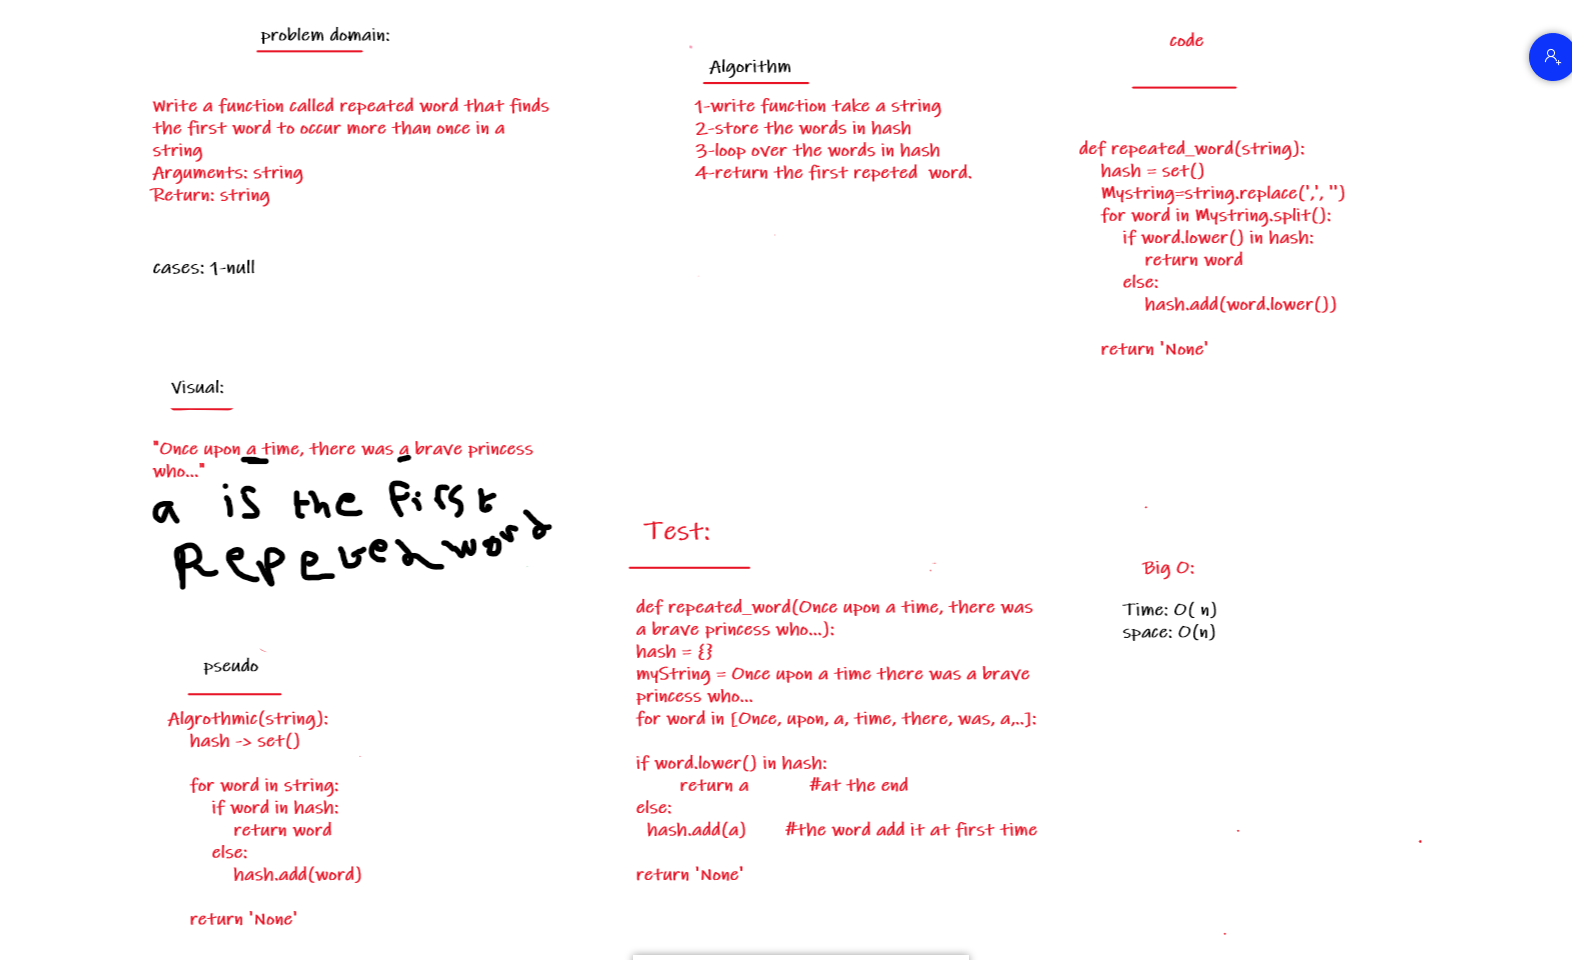 problem domain:
Write a function called repeated word that finds
the first word to occur more than once in a
string
Arguments: string
Return: string
cases: 1-null
Visual:
"Once upon a time, there was a brave princess
who..."
a is the first
Repeted word
pseudo
Algrothmic(string):
hash -> set()
for word in string:
if word in hash:
return word
else:
hash.add(word)
return 'None'
Algorithm
1-write function take a string
2-store the words in hash
3-loop over the words in hash
4-return the first repeted word.
Test:
def repeated_word(Once upon a time, there was
a brave princess who...):
hash = {}
myString = Once upon a time there was a brave
princess who...
for word in [Once, upon, a, time, there, was, a,..]:
if word.lower() in hash:
return a #at the end
else:
hash.add(a) #the word add it at first time
return 'None'
code
def repeated_word(string):
hash = set()
Mystring=string.replace(',', '')
for word in Mystring.split():
if word.lower() in hash:
return word
else:
hash.add(word.lower())
return 'None'
Big O:
Time: O( n)
space: O(n)